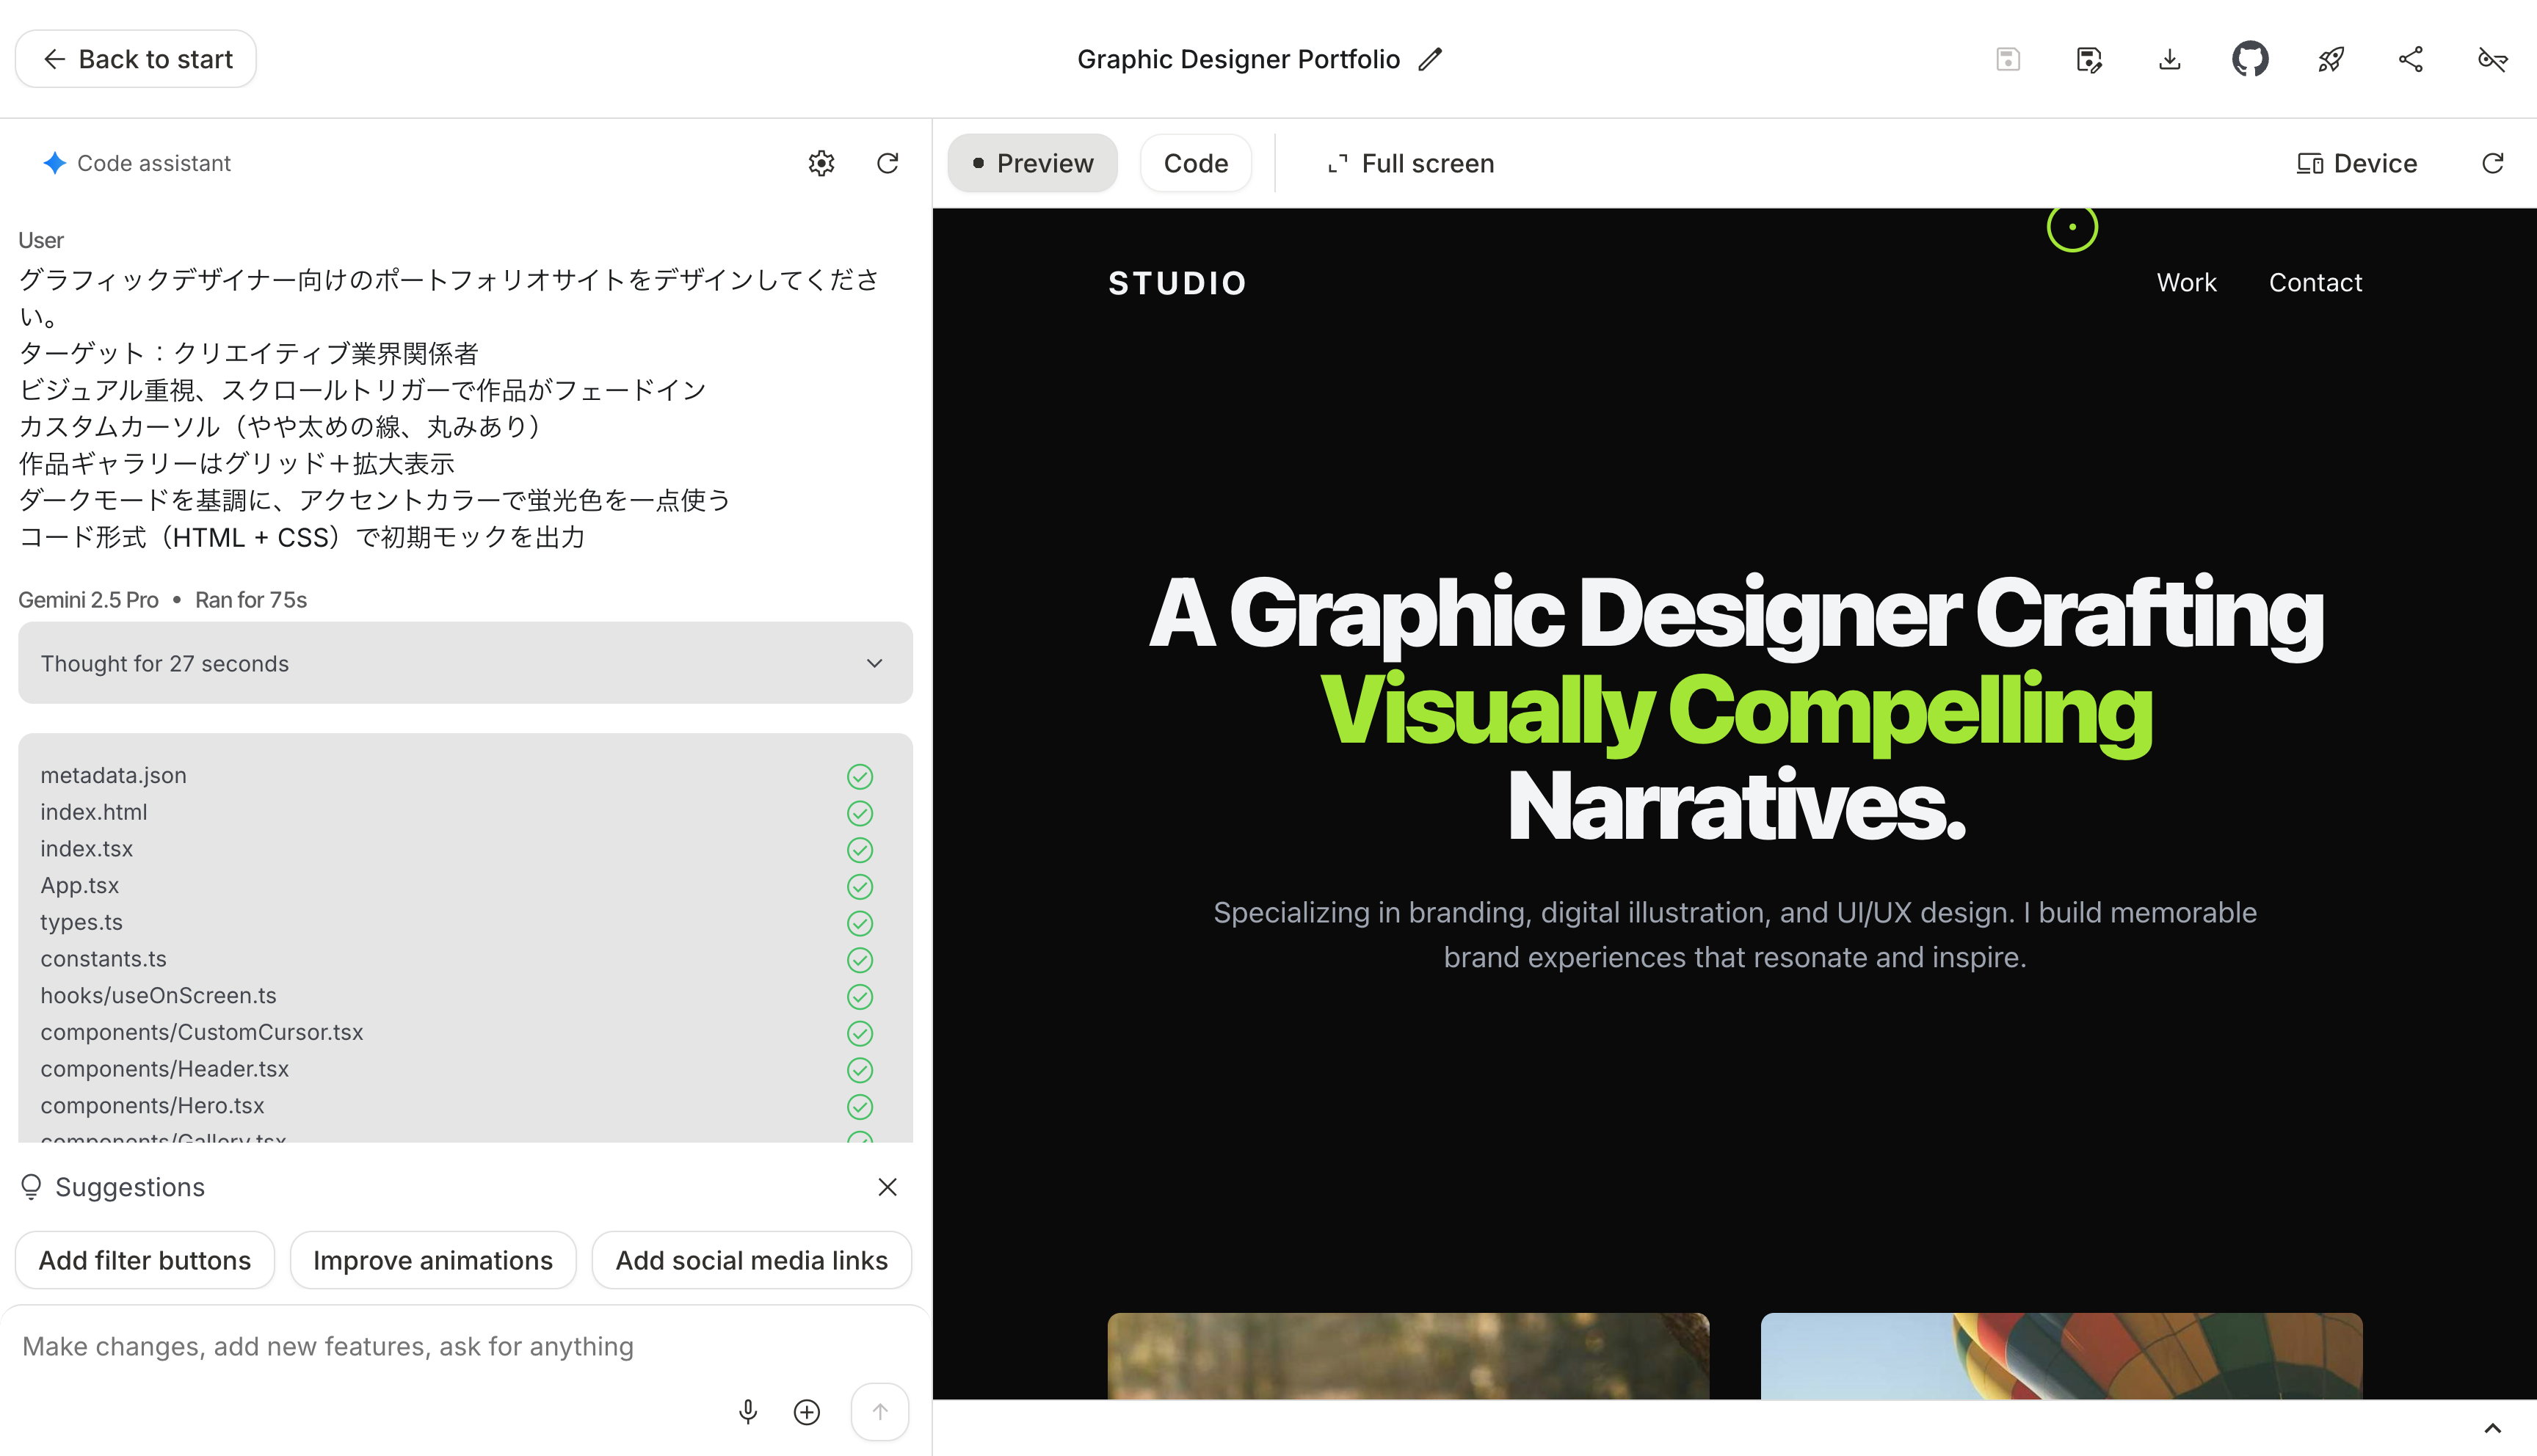 Back to start
Graphic Designer Portfolio
Code assistant
User
グラフィックデザイナー向けのポートフォリオサイトをデザインしてくださ
い。
ターゲット：クリエイティブ業界関係者
ビジュアル重視、スクロールトリガーで作品がフェードイン
カスタムカーソル（やや太めの線、丸みあり）
作品ギャラリーはグリッド＋拡大表示
ダークモードを基調に、アクセントカラーで蛍光色を一点使う
コード形式（HTML + CSS）で初期モックを出力
Gemini 2.5 Pro • Ran for 75s
Thought for 27 seconds
metadata.json
index.html
index.tsx
App.tsx
types.ts
constants.ts
hooks/useOnScreen.ts
components/CustomCursor.tsx
components/Header.tsx
components/Hero.tsx
components/Gallery.tsx
Suggestions
Add filter buttons
Improve animations
Add social media links
Make changes, add new features, ask for anything
Preview
Code
Full screen
Device
STUDIO
Work
Contact
A Graphic Designer Crafting
Visually Compelling
Narratives.
Specializing in branding, digital illustration, and UI/UX design. I build memorable
brand experiences that resonate and inspire.